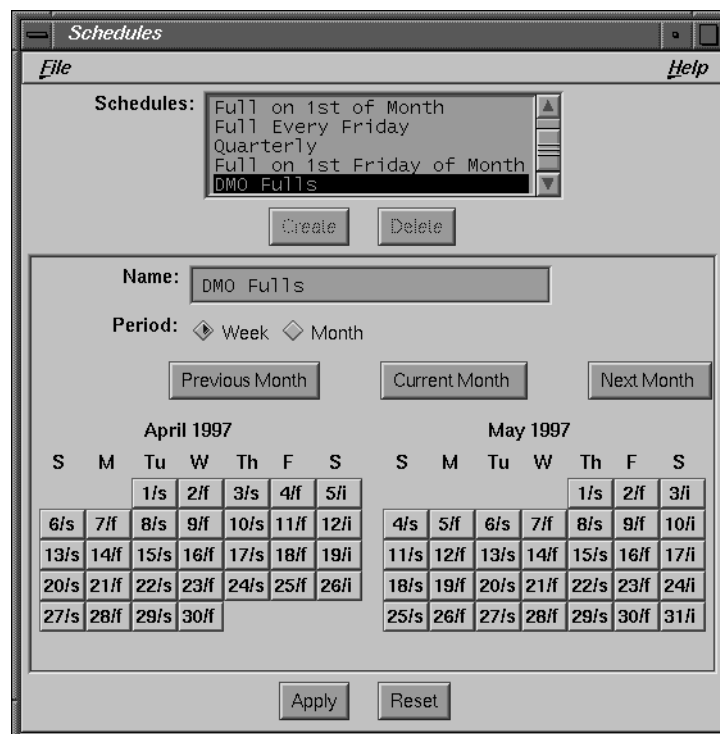 Schedules
File Help
Schedules:
Full on 1st of Month
Full Every Friday
Quarterly
Full on 1st Friday of Month
DMO Fulls
Create Delete
Name: DMO Fulls
Period: Week Month
Previous Month Current Month Next Month
April 1997 May 1997
S M Tu W Th F S S M Tu W Th F S
1/s 2/f 3/s 4/f 5/i 1/s 2/f 3/i
6/s 7/f 8/s 9/f 10/s 11/f 12/i 4/s 5/f 6/s 7/f 8/s 9/f 10/i
13/s 14/f 15/s 16/f 17/s 18/f 19/i 11/s 12/f 13/s 14/f 15/s 16/f 17/i
20/s 21/f 22/s 23/f 24/s 25/f 26/i 18/s 19/f 20/s 21/f 22/s 23/f 24/i
27/s 28/f 29/s 30/f 25/s 26/f 27/s 28/f 29/s 30/f 31/i
Apply Reset